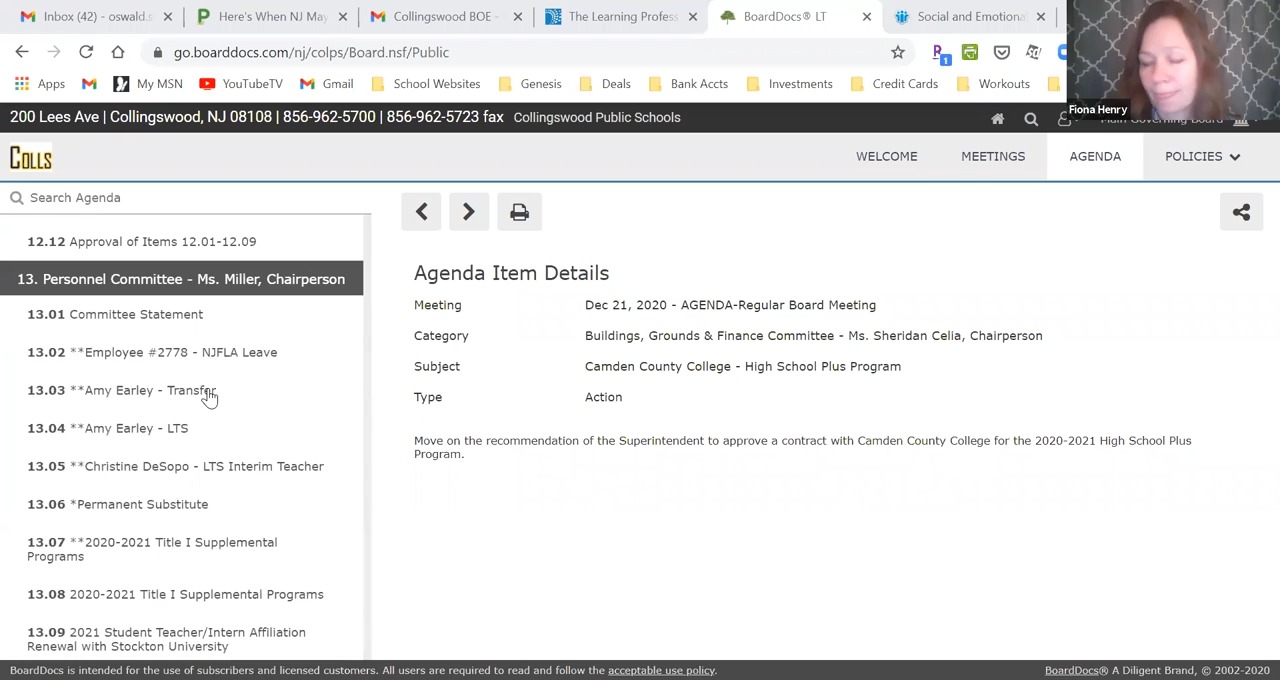 Inbox (42) - oswald.s
Here's When NJ May
Collingswood BOE -
The Learning Profess
BoardDocs® LT
Social and Emotiona
go.boarddocs.com/nj/colps/Board.nsf/Public
1
Apps
My MSN
YouTubeTV
Gmail
School Websites
Genesis
Deals
Bank Accts
Investments
Credit Cards
Workouts
Fiona Henry
200 Lees Ave | Collingswood, NJ 08108 | 856-962-5700 | 856-962-5723 fax Collingswood Public Schools
Main Governing Board
COLLS
WELCOME
MEETINGS
AGENDA
POLICIES
Search Agenda
12.12 Approval of Items 12.01-12.09
13. Personnel Committee - Ms. Miller, Chairperson
13.01 Committee Statement
13.02 **Employee #2778 - NJFLA Leave
13.03 **Amy Earley - Transfer
13.04 **Amy Earley - LTS
13.05 **Christine DeSopo - LTS Interim Teacher
13.06 *Permanent Substitute
13.07 **2020-2021 Title I Supplemental
Programs
13.08 2020-2021 Title I Supplemental Programs
13.09 2021 Student Teacher/Intern Affiliation
Renewal with Stockton University
Agenda Item Details
Meeting Dec 21, 2020 - AGENDA-Regular Board Meeting
Category Buildings, Grounds & Finance Committee - Ms. Sheridan Celia, Chairperson
Subject Camden County College - High School Plus Program
Type Action
Move on the recommendation of the Superintendent to approve a contract with Camden County College for the 2020-2021 High School Plus
Program.
BoardDocs is intended for the use of subscribers and licensed customers. All users are required to read and follow the acceptable use policy.
BoardDocs® A Diligent Brand, © 2002-2020